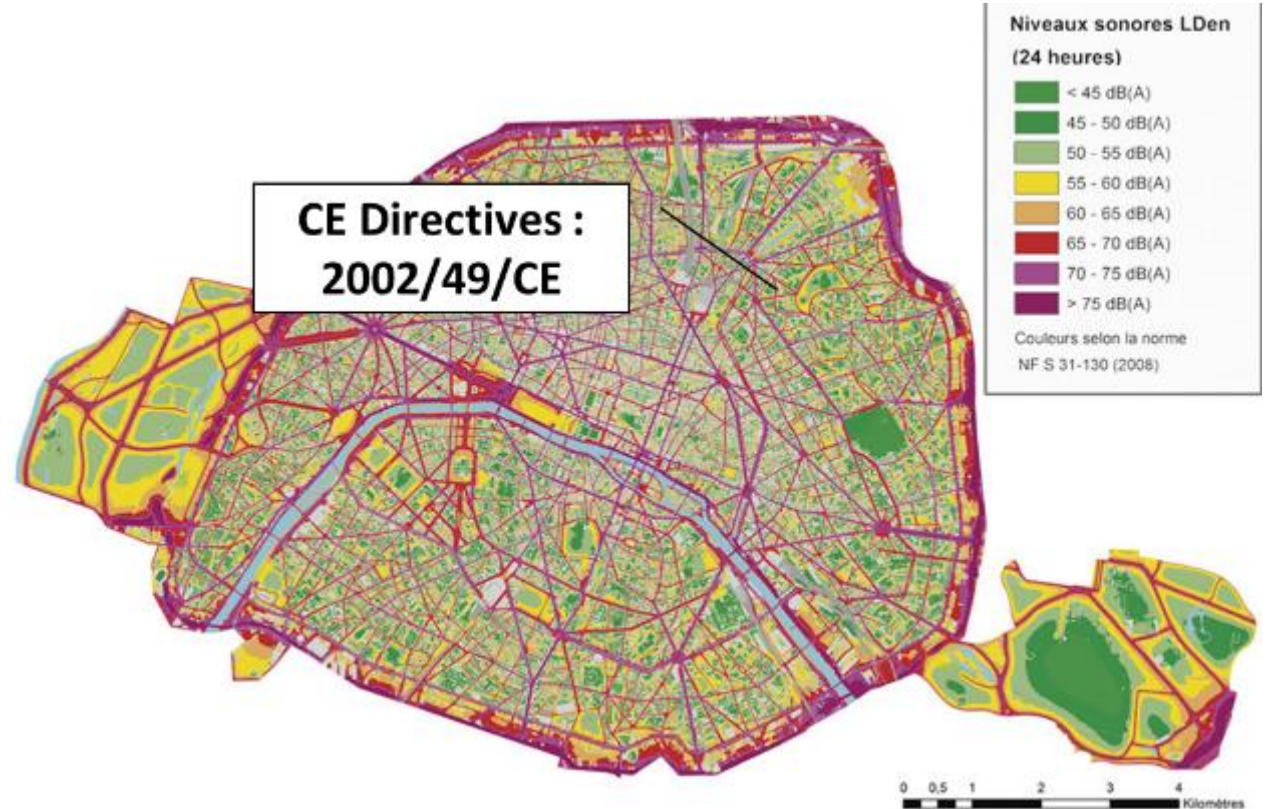 Niveaux sonores LDen
(24 heures)
< 45 dB(A)
45 - 50 dB(A)
50 - 55 dB(A)
55 - 60 dB(A)
60 - 65 dB(A)
65 - 70 dB(A)
70 - 75 dB(A)
> 75 dB(A)
Couleurs selon la norme
NF S 31-130 (2008)
CE Directives :
2002/49/CE
0 0,5 1 2 3 4
Kilomètres